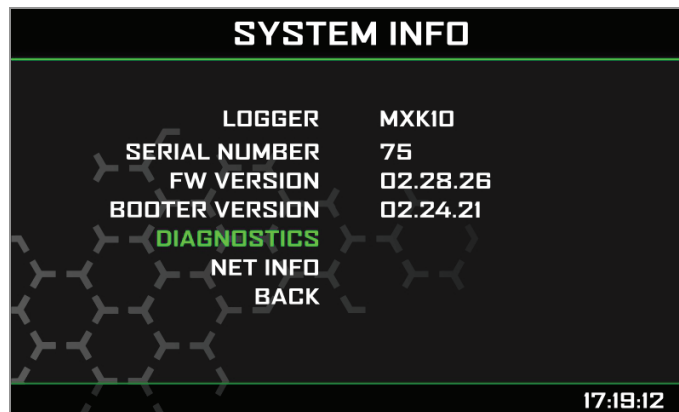 SYSTEM INFO
LOGGER MXK10
SERIAL NUMBER 75
FW VERSION 02.28.26
BOOTER VERSION 02.24.21
DIAGNOSTICS
NET INFO
BACK
17:19:12